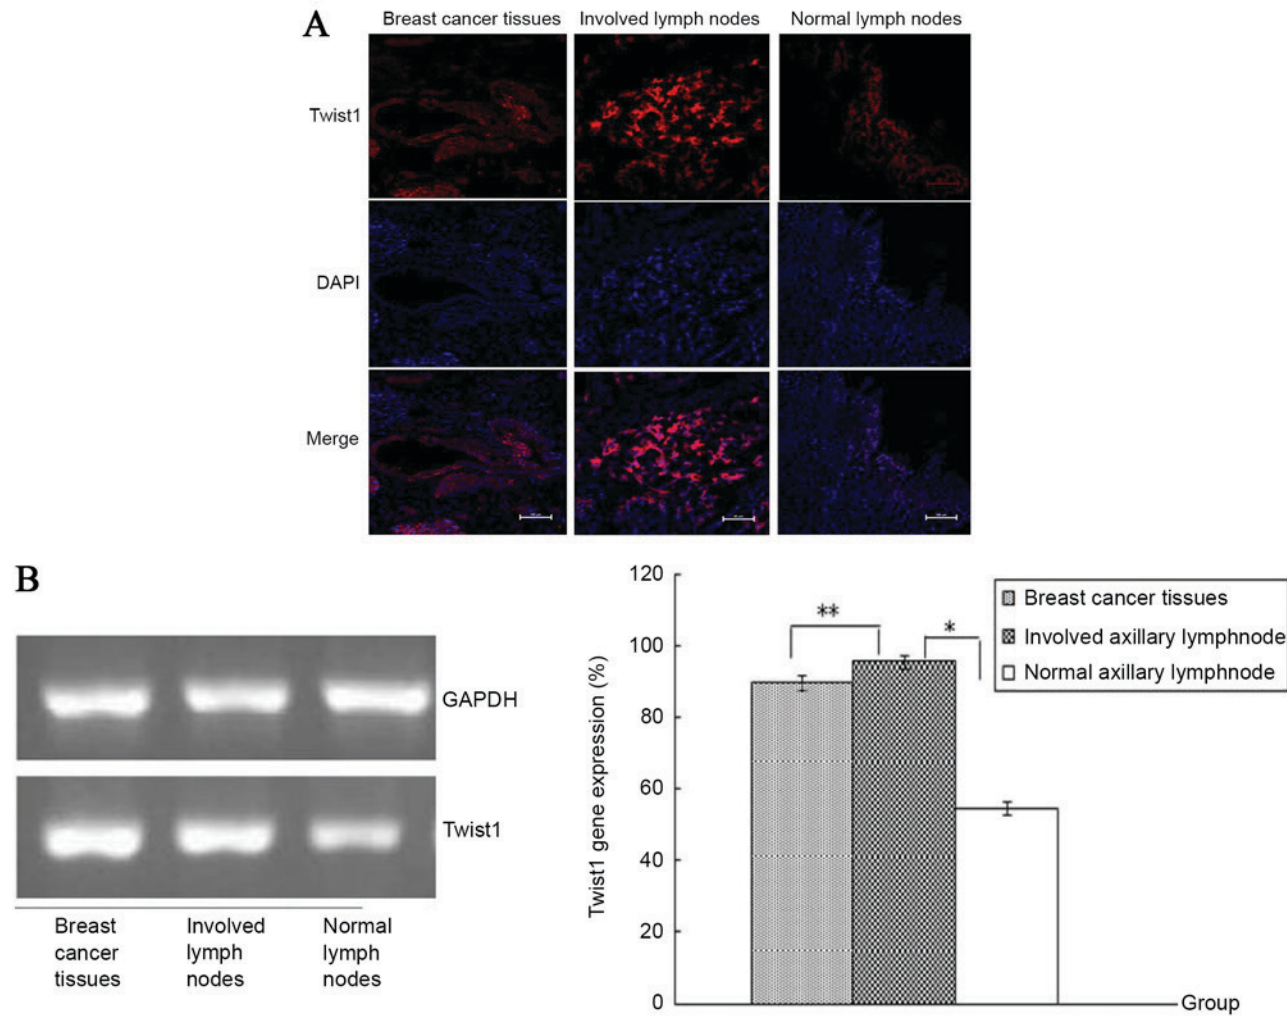 A
Breast cancer tissues
Involved lymph nodes
Normal lymph nodes
Twist1
DAPI
Merge
B
GAPDH
Twist1
Breast
cancer
tissues
Involved
lymph
nodes
Normal
lymph
nodes
120
100
80
60
40
20
0
Twist1 gene expression (%)
**
*
Breast cancer tissues
Involved axillary lymphnode
Normal axillary lymphnode
Group